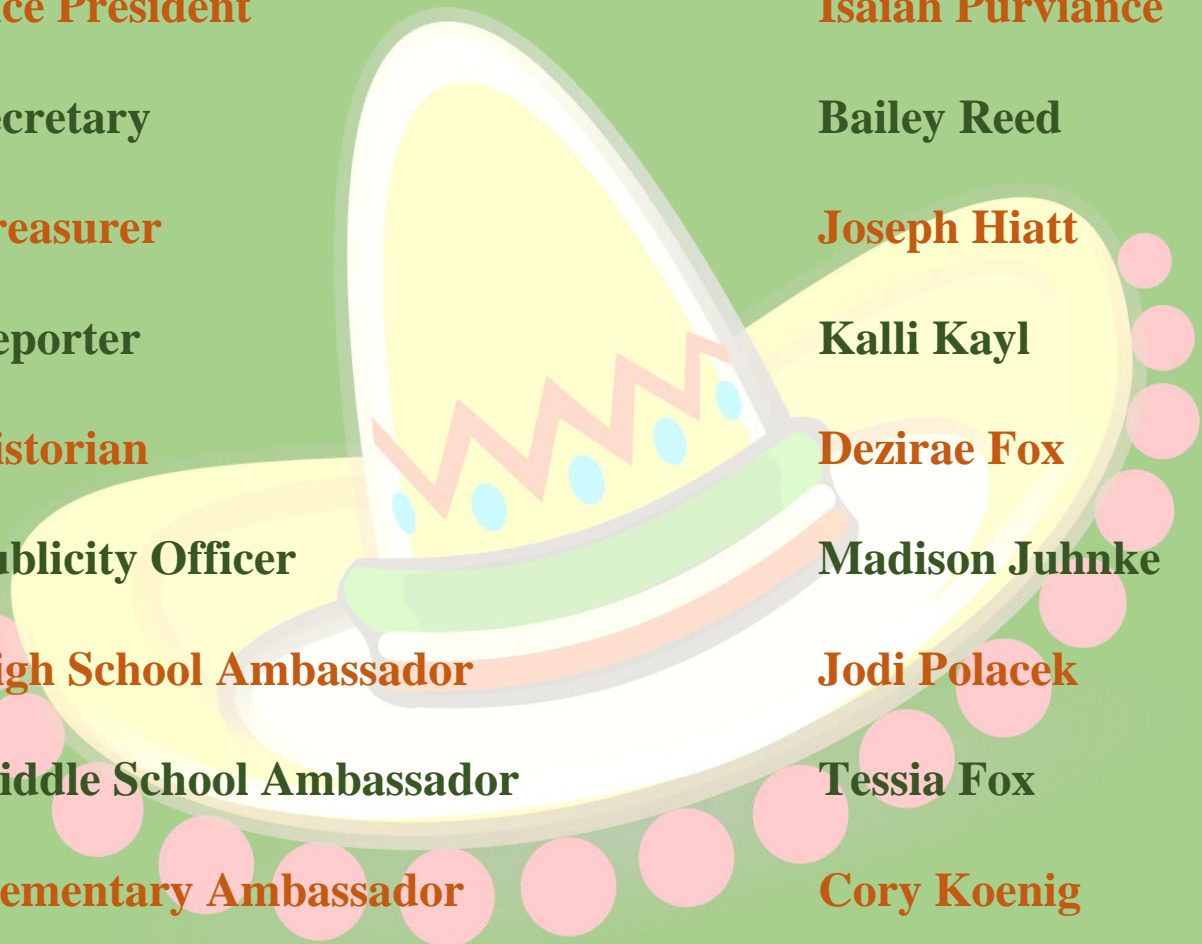 ice President Isaiah Purviance
ecretary Bailey Reed
reasurer Joseph Hiatt
eporter Kalli Kayl
istorian Dezirae Fox
ublicity Officer Madison Juhnke
igh School Ambassador Jodi Polacek
iddle School Ambassador Tessia Fox
ementary Ambassador Cory Koenig